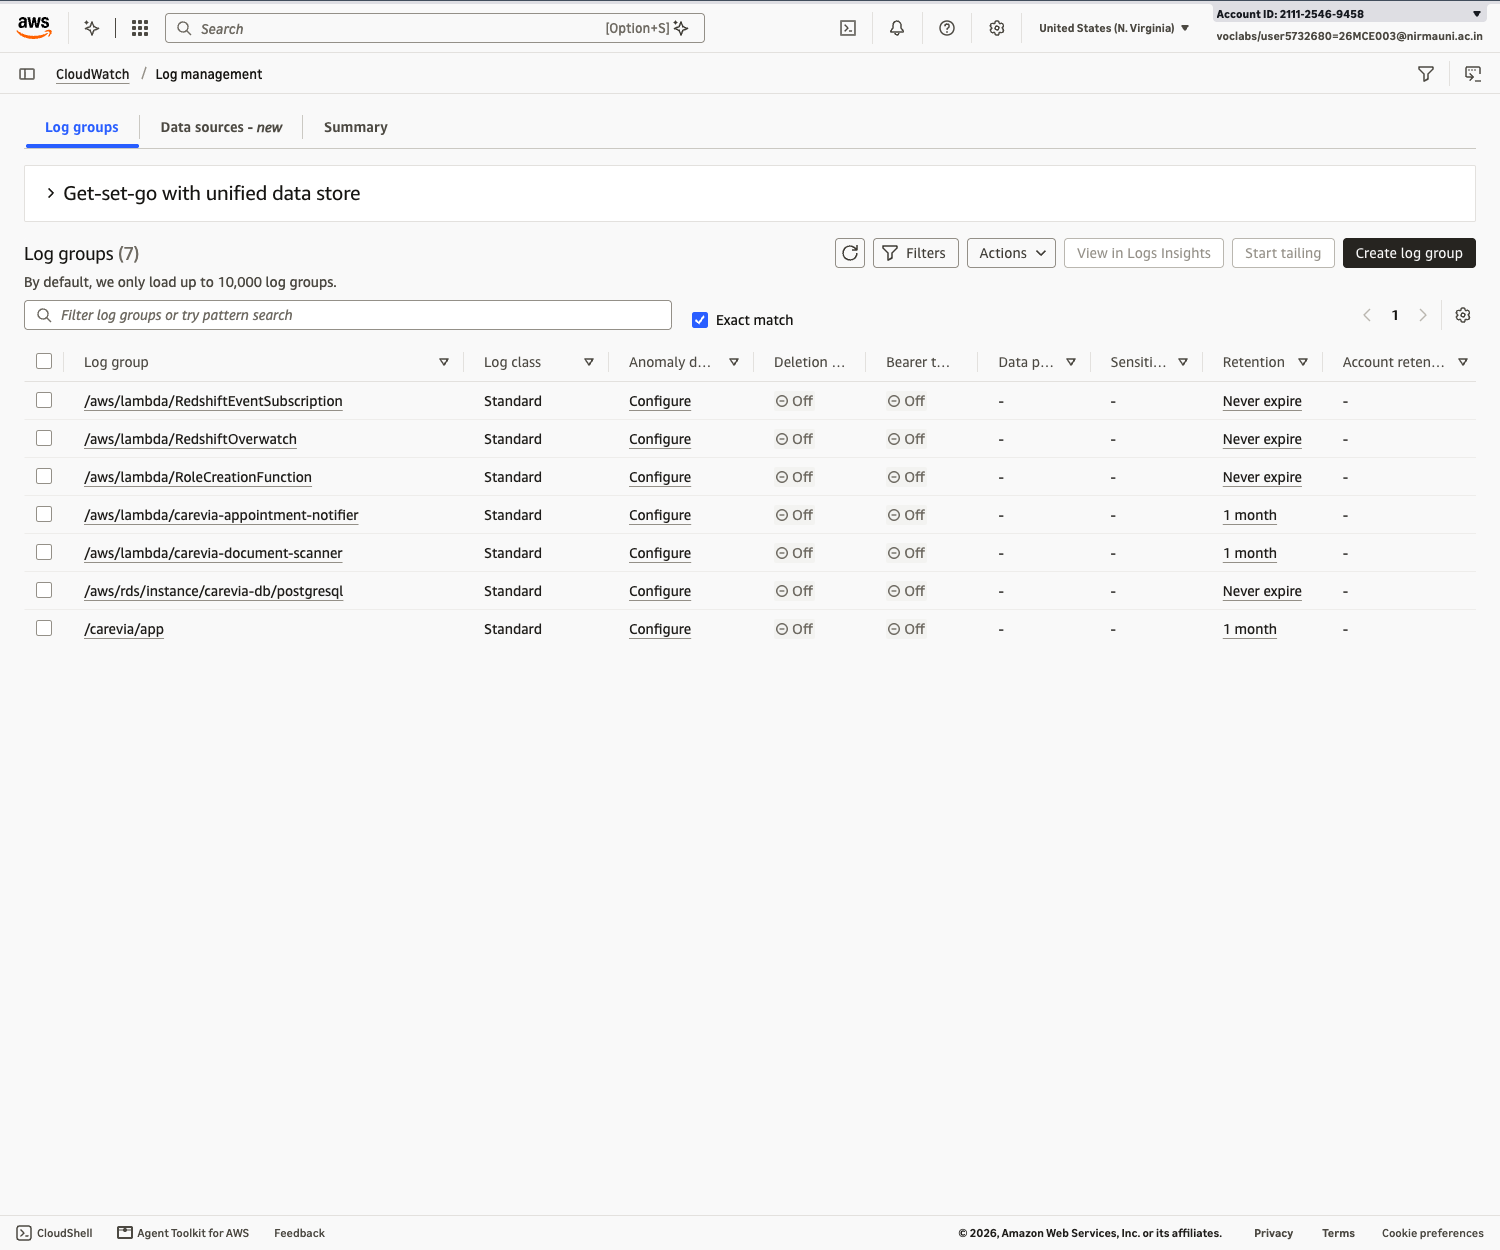 aws
Search
[Option+S]
United States (N. Virginia)
Account ID: 2111-2546-9458
voclabs/user5732680=26MCE003@nirmauni.ac.in
CloudWatch / Log management
Log groups
Data sources - new
Summary
Get-set-go with unified data store
Log groups (7)
Filters
Actions
View in Logs Insights
Start tailing
Create log group
By default, we only load up to 10,000 log groups.
Filter log groups or try pattern search
Exact match
1
Log group Log class Anomaly d... Deletion ... Bearer t... Data p... Sensiti... Retention Account reten...
/aws/lambda/RedshiftEventSubscription Standard Configure Off Off - - Never expire -
/aws/lambda/RedshiftOverwatch Standard Configure Off Off - - Never expire -
/aws/lambda/RoleCreationFunction Standard Configure Off Off - - Never expire -
/aws/lambda/carevia-appointment-notifier Standard Configure Off Off - - 1 month -
/aws/lambda/carevia-document-scanner Standard Configure Off Off - - 1 month -
/aws/rds/instance/carevia-db/postgresql Standard Configure Off Off - - Never expire -
/carevia/app Standard Configure Off Off - - 1 month -
CloudShell
Agent Toolkit for AWS
Feedback
© 2026, Amazon Web Services, Inc. or its affiliates.
Privacy
Terms
Cookie preferences